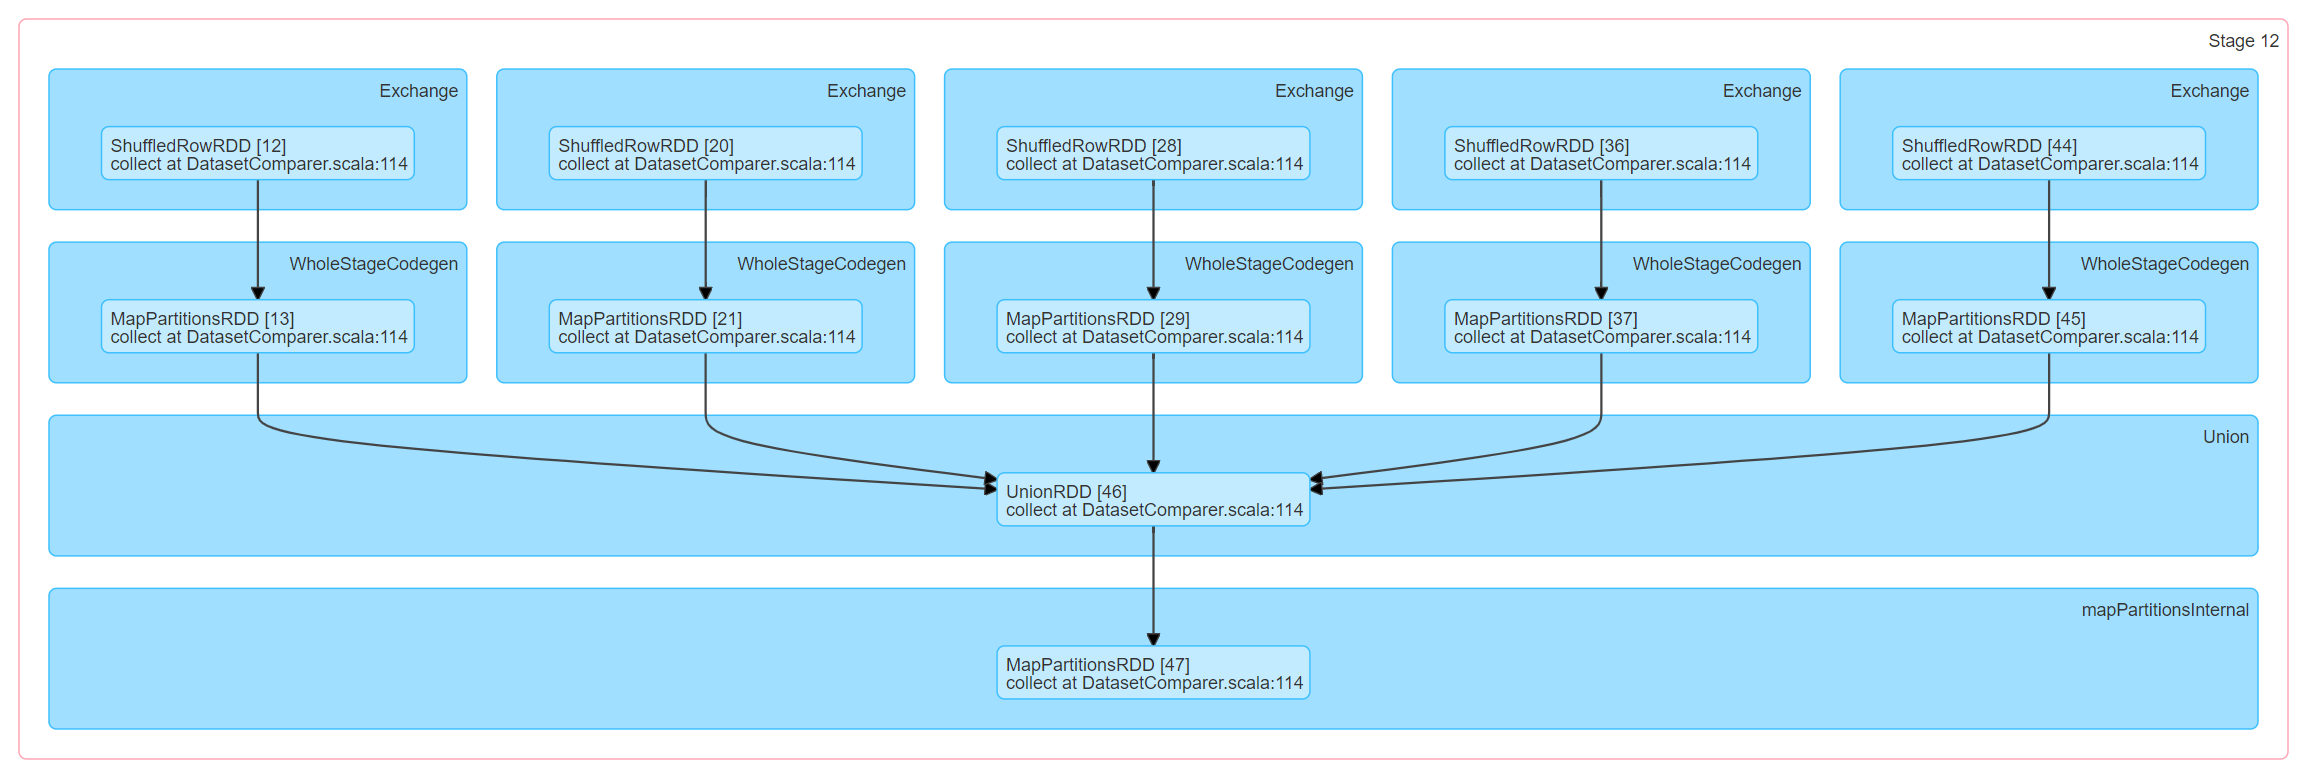 Stage 12
Exchange
Exchange
Exchange
Exchange
Exchange
ShuffledRowRDD [12]
collect at DatasetComparer.scala:114
ShuffledRowRDD [20]
collect at DatasetComparer.scala:114
ShuffledRowRDD [28]
collect at DatasetComparer.scala:114
ShuffledRowRDD [36]
collect at DatasetComparer.scala:114
ShuffledRowRDD [44]
collect at DatasetComparer.scala:114
WholeStageCodegen
WholeStageCodegen
WholeStageCodegen
WholeStageCodegen
WholeStageCodegen
MapPartitionsRDD [13]
collect at DatasetComparer.scala:114
MapPartitionsRDD [21]
collect at DatasetComparer.scala:114
MapPartitionsRDD [29]
collect at DatasetComparer.scala:114
MapPartitionsRDD [37]
collect at DatasetComparer.scala:114
MapPartitionsRDD [45]
collect at DatasetComparer.scala:114
Union
UnionRDD [46]
collect at DatasetComparer.scala:114
mapPartitionsInternal
MapPartitionsRDD [47]
collect at DatasetComparer.scala:114